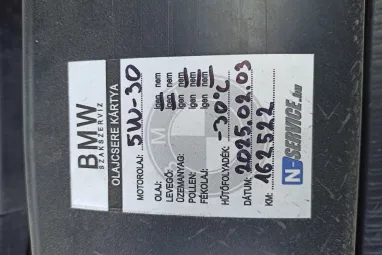 BMW
SZAKSZERVIZ
OLAJCSERE KÁRTYA
MOTOROLAJ: 5W-30
OLAJ: igen nem
LEVEGŐ: igen nem
ÜZEMANYAG: igen nem
POLLEN: igen nem
FÉKOLAJ: igen nem
HŰTŐFOLYADÉK: -30°C
DÁTUM: 2025.02.03
KM: 162522
N-SERVICE.hu
M